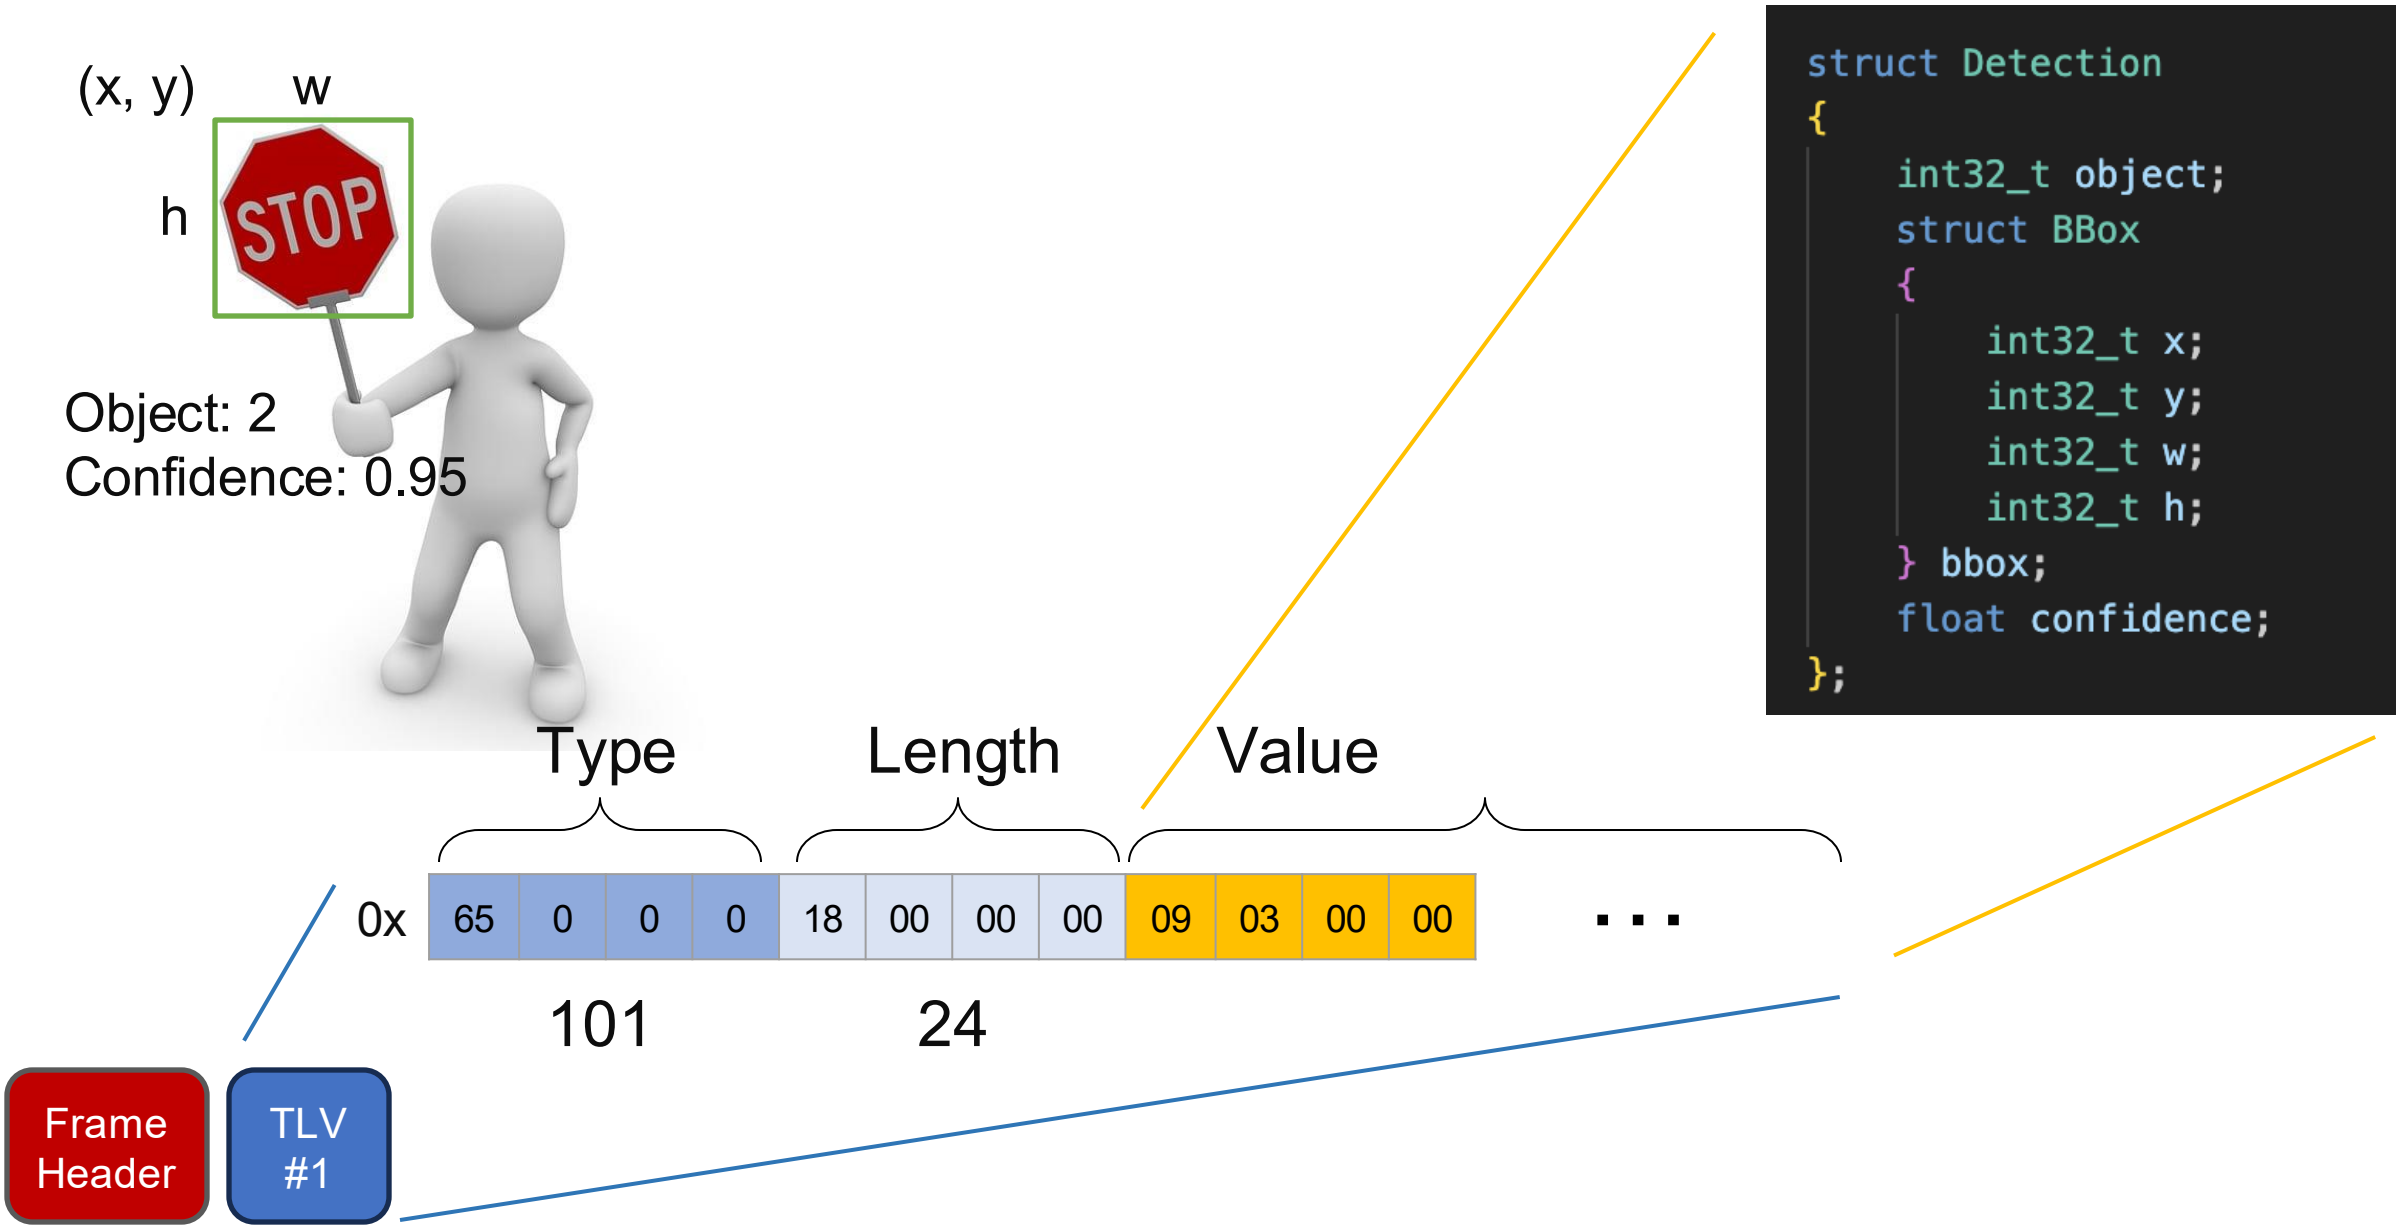 (x, y) w
STOP
h
Object: 2
Confidence: 0.95
struct Detection
{
int32_t object;
struct BBox
{
int32_t x;
int32_t y;
int32_t w;
int32_t h;
} bbox;
float confidence;
};
Type Length Value
0x 65 0 0 0 18 00 00 00 09 03 00 00 ...
101 24
Frame
Header
TLV
#1